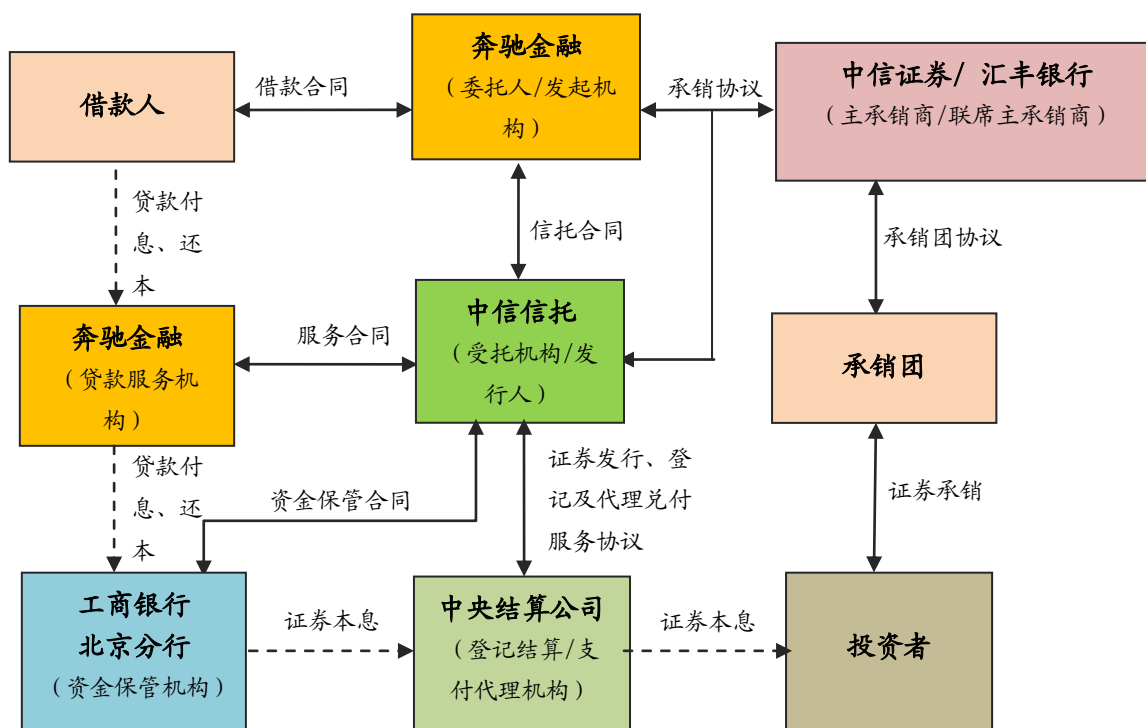 奔驰金融
（委托人/发起机
构）
借款人
借款合同
承销协议
中信证券/ 汇丰银行
（主承销商/联席主承销商）
贷款付
息、还
本
信托合同
承销团协议
奔驰金融
（贷款服务机
构）
服务合同
中信信托
（受托机构/发
行人）
承销团
贷款付
息、还
本
资金保管合同
证券发行、登
记及代理兑付
服务协议
证券承销
工商银行
北京分行
（资金保管机构）
证券本息
中央结算公司
（登记结算/支
付代理机构）
证券本息
投资者